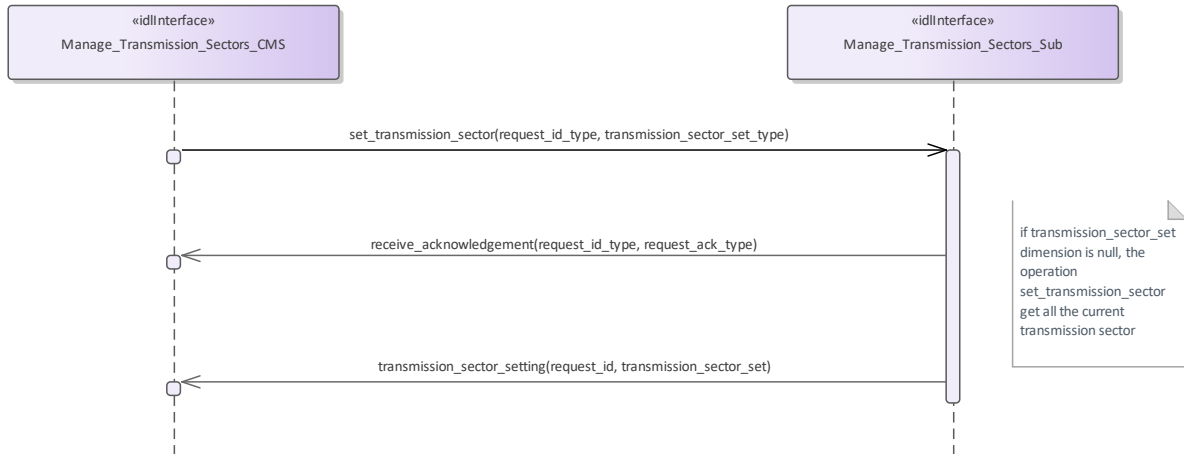 «idlInterface»
Manage_Transmission_Sectors_CMS
«idlInterface»
Manage_Transmission_Sectors_Sub
set_transmission_sector(request_id_type, transmission_sector_set_type)
receive_acknowledgement(request_id_type, request_ack_type)
if transmission_sector_set
dimension is null, the
operation
set_transmission_sector
get all the current
transmission sector
transmission_sector_setting(request_id, transmission_sector_set)